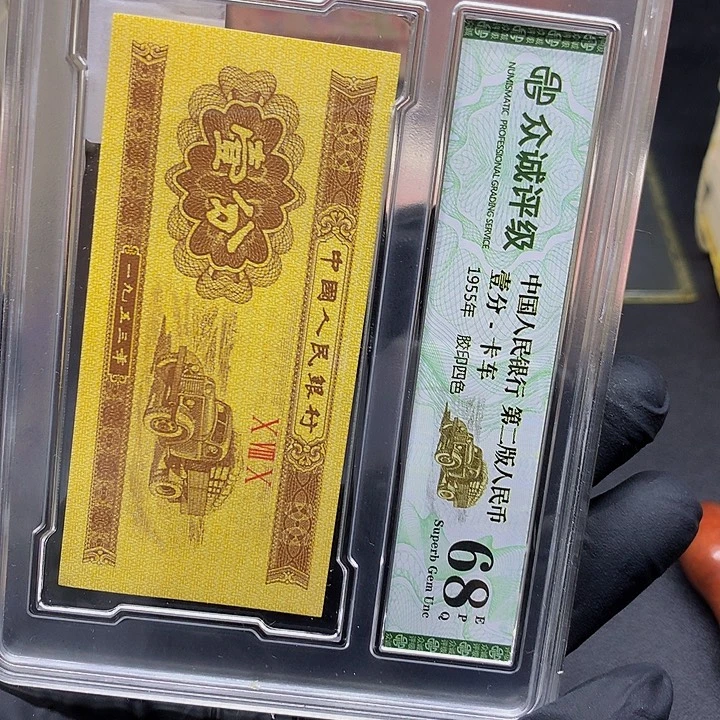 中國人民銀行
壹分
XⅧX
一九五三年
众诚评级
NUMISMATIC PROFESSIONAL GRADING SERVICE
中国人民银行 第二版人民币
壹分·卡车
1955年 胶印四色
68
E
P
Q
Superb Gem Unc